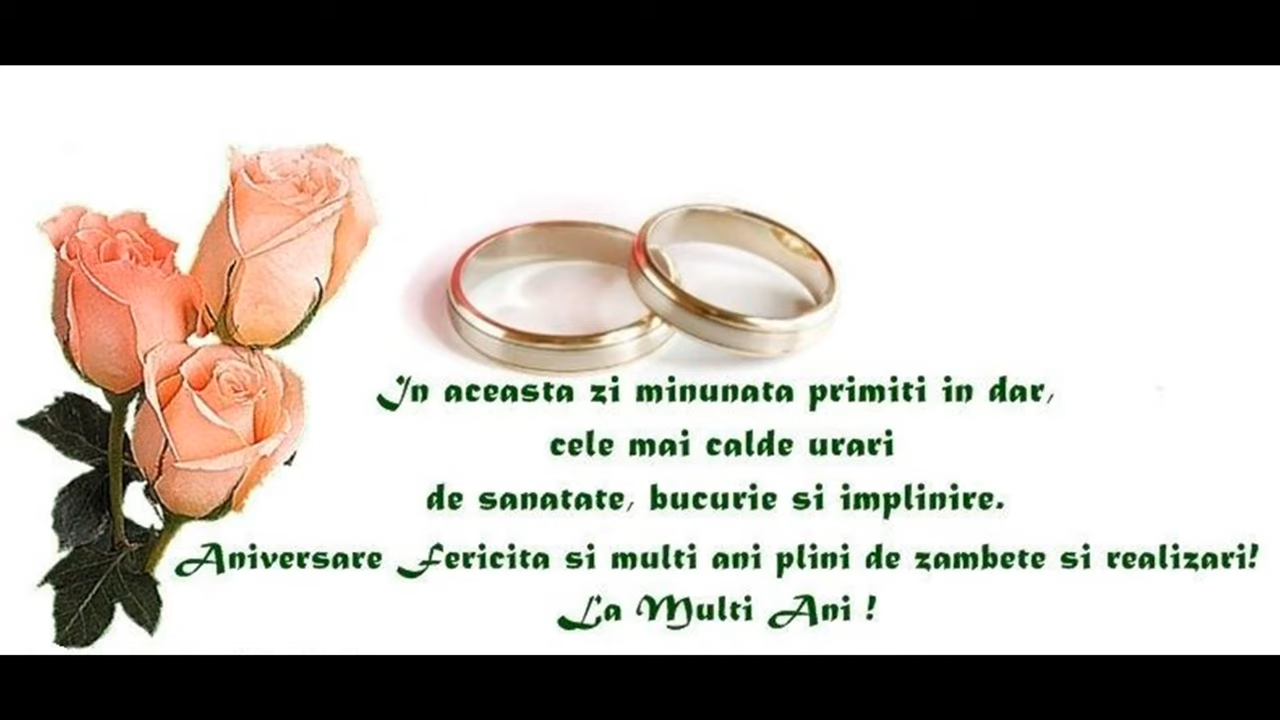 In aceasta zi minunata primiti in dar,
cele mai calde urari
de sanatate, bucurie si implinire.
Aniversare Fericita si multi ani plini de zambete si realizari!
La Multi Ani !